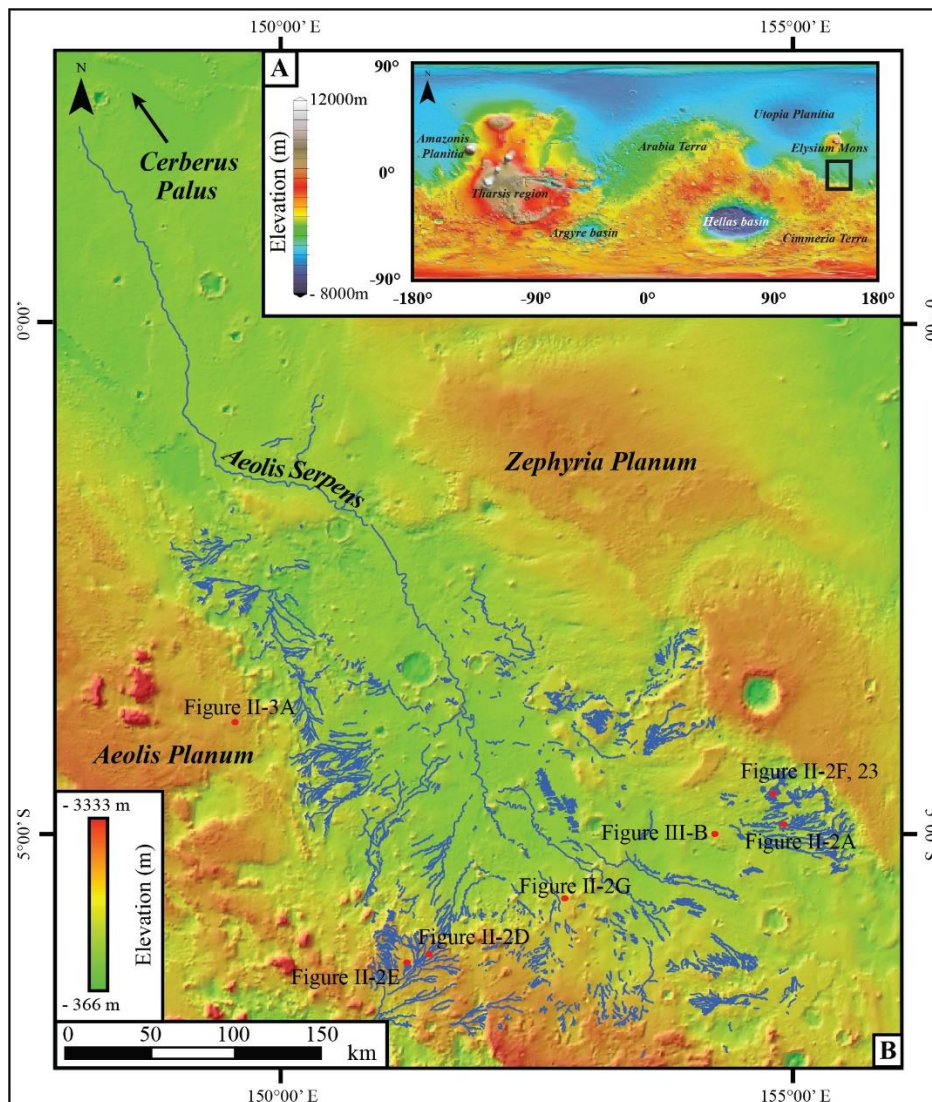 150°00' E
155°00' E
A
N
12000m
Elevation (m)
- 8000m
90°
0°
-90°
-180°
-90°
0°
90°
180°
N
Amazonis
Planitia
Tharsis region
Argyre basin
Arabia Terra
Utopia Planitia
Elysium Mons
Hellas basin
Cimmeria Terra
Cerberus
Palus
0°00'
Aeolis Serpens
Zephyria Planum
Figure II-3A
Aeolis Planum
Figure II-2F, 23
Figure II-2A
Figure III-B
5°00' S
Figure II-2G
Figure II-2D
Figure II-2E
- 3333 m
Elevation (m)
- 366 m
0 50 100 150
km
B
150°00' E
155°00' E